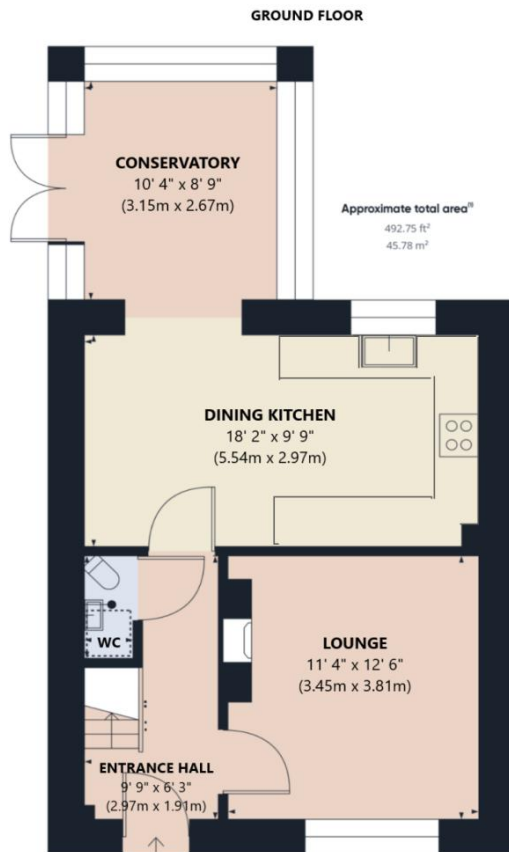 GROUND FLOOR
CONSERVATORY
10' 4" x 8' 9"
(3.15m x 2.67m)
Approximate total area⁽¹⁾
492.75 ft²
45.78 m²
DINING KITCHEN
18' 2" x 9' 9"
(5.54m x 2.97m)
WC
LOUNGE
11' 4" x 12' 6"
(3.45m x 3.81m)
ENTRANCE HALL
9' 9" x 6' 3"
(2.97m x 1.91m)